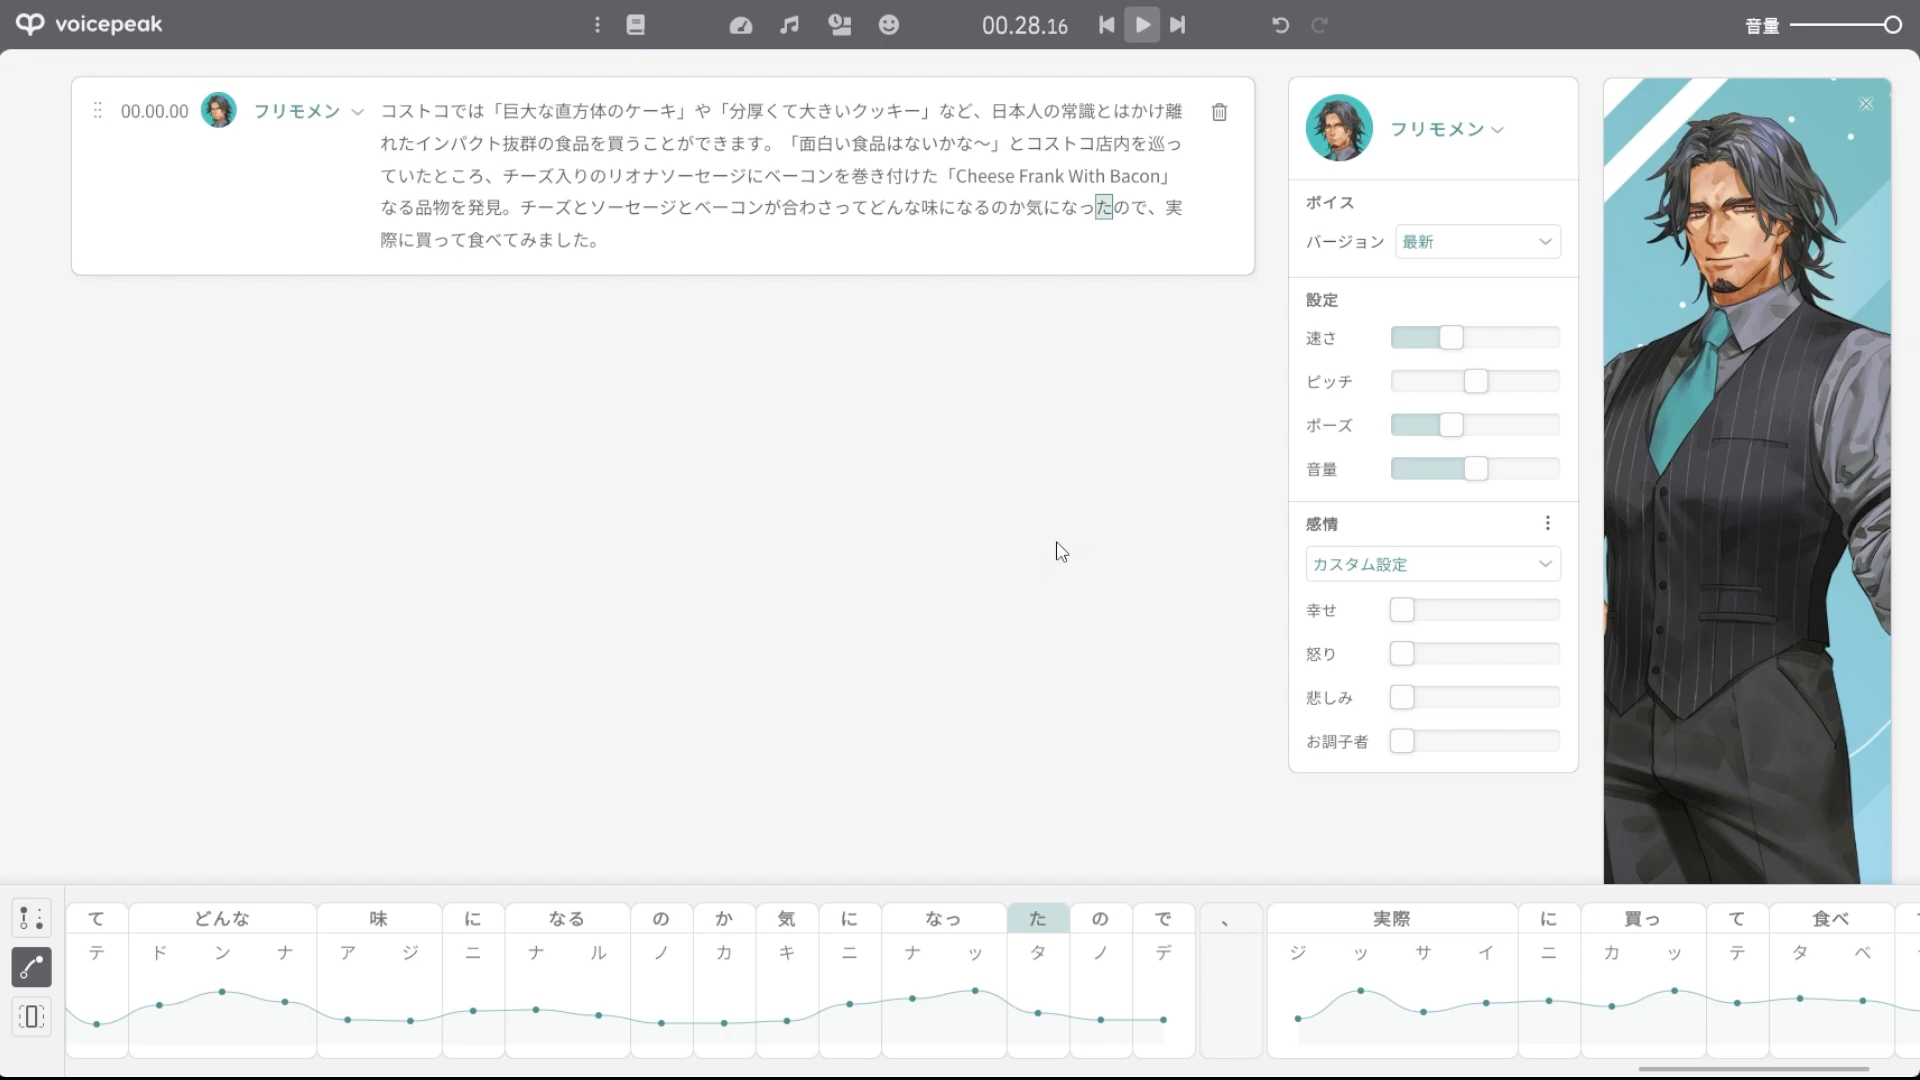 voicepeak
00.28.16
音量
00.00.00
フリモメン
コストコでは「巨大な直方体のケーキ」や「分厚くて大きいクッキー」など、日本人の常識とはかけ離
れたインパクト抜群の食品を買うことができます。「面白い食品はないかな〜」とコストコ店内を巡っ
ていたところ、チーズ入りのリオナソーセージにベーコンを巻き付けた「Cheese Frank With Bacon」
なる品物を発見。チーズとソーセージとベーコンが合わさってどんな味になるのか気になったので、実
際に買って食べてみました。
フリモメン
ボイス
バージョン 最新
設定
速さ
ピッチ
ポーズ
音量
感情
カスタム設定
幸せ
怒り
悲しみ
お調子者
て どんな 味 に なる の か 気 に なっ た の で 、 実際 に 買っ て 食べ
テ ド ン ナ ア ジ ニ ナ ル ノ カ キ ニ ナ ッ タ ノ デ ジ ッ サ イ ニ カ ッ テ タ ベ